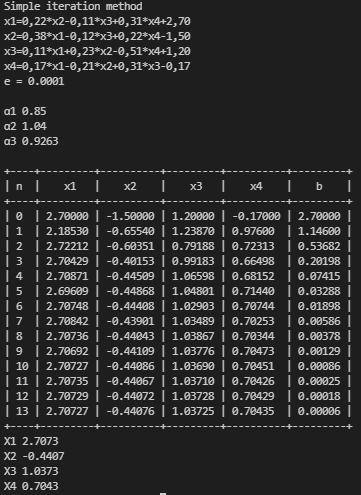 Simple iteration method
x1=0,22*x2-0,11*x3+0,31*x4+2,70
x2=0,38*x1-0,12*x3+0,22*x4-1,50
x3=0,11*x1+0,23*x2-0,51*x4+1,20
x4=0,17*x1-0,21*x2+0,31*x3-0,17
e = 0.0001
α1 0.85
α2 1.04
α3 0.9263
+----+---------+----------+---------+----------+---------+
| n | x1 | x2 | x3 | x4 | b |
+----+---------+----------+---------+----------+---------+
| 0 | 2.70000 | -1.50000 | 1.20000 | -0.17000 | 2.70000 |
| 1 | 2.18530 | -0.65540 | 1.23870 | 0.97600 | 1.14600 |
| 2 | 2.72212 | -0.60351 | 0.79188 | 0.72313 | 0.53682 |
| 3 | 2.70429 | -0.40153 | 0.99183 | 0.66498 | 0.20198 |
| 4 | 2.70871 | -0.44509 | 1.06598 | 0.68152 | 0.07415 |
| 5 | 2.69609 | -0.44868 | 1.04801 | 0.71440 | 0.03288 |
| 6 | 2.70748 | -0.44408 | 1.02903 | 0.70744 | 0.01898 |
| 7 | 2.70842 | -0.43901 | 1.03489 | 0.70253 | 0.00586 |
| 8 | 2.70736 | -0.44043 | 1.03867 | 0.70344 | 0.00378 |
| 9 | 2.70692 | -0.44109 | 1.03776 | 0.70473 | 0.00129 |
| 10 | 2.70727 | -0.44086 | 1.03690 | 0.70451 | 0.00086 |
| 11 | 2.70735 | -0.44067 | 1.03710 | 0.70426 | 0.00025 |
| 12 | 2.70729 | -0.44072 | 1.03728 | 0.70429 | 0.00018 |
| 13 | 2.70727 | -0.44076 | 1.03725 | 0.70435 | 0.00006 |
+----+---------+----------+---------+----------+---------+
X1 2.7073
X2 -0.4407
X3 1.0373
X4 0.7043